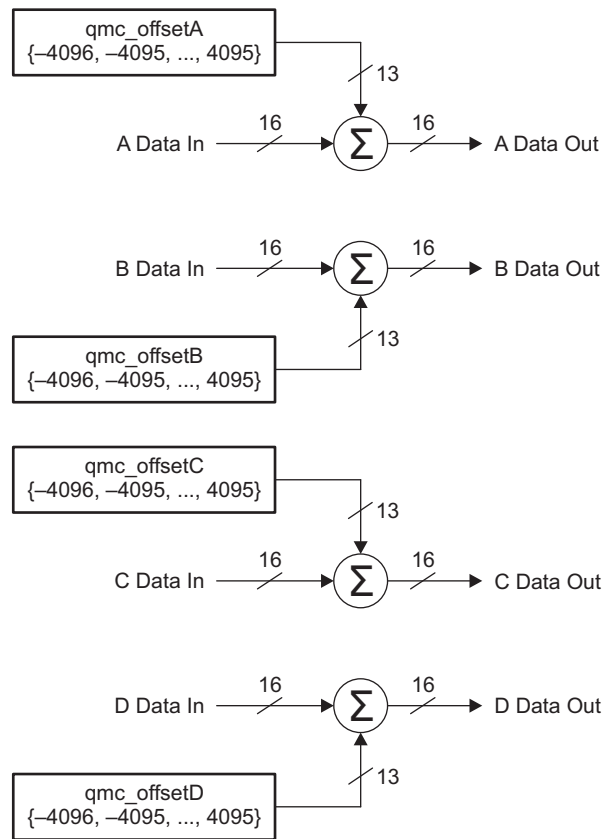 qmc_offsetA
{–4096, –4095, ..., 4095}
13
16
16
A Data In
Σ
A Data Out
16
16
B Data In
Σ
B Data Out
13
qmc_offsetB
{–4096, –4095, ..., 4095}
qmc_offsetC
{–4096, –4095, ..., 4095}
13
16
16
C Data In
Σ
C Data Out
16
16
D Data In
Σ
D Data Out
13
qmc_offsetD
{–4096, –4095, ..., 4095}